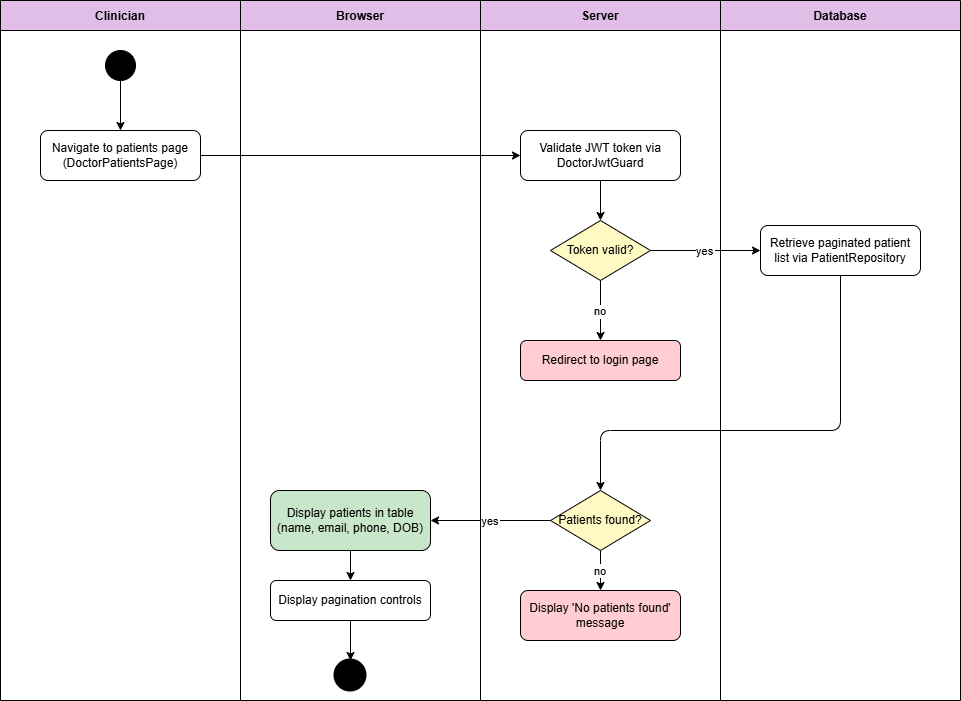 Clinician
Browser
Server
Database
Navigate to patients page
(DoctorPatientsPage)
Validate JWT token via
DoctorJwtGuard
Token valid?
yes
Retrieve paginated patient
list via PatientRepository
no
Redirect to login page
Patients found?
yes
Display patients in table
(name, email, phone, DOB)
no
Display pagination controls
Display 'No patients found'
message